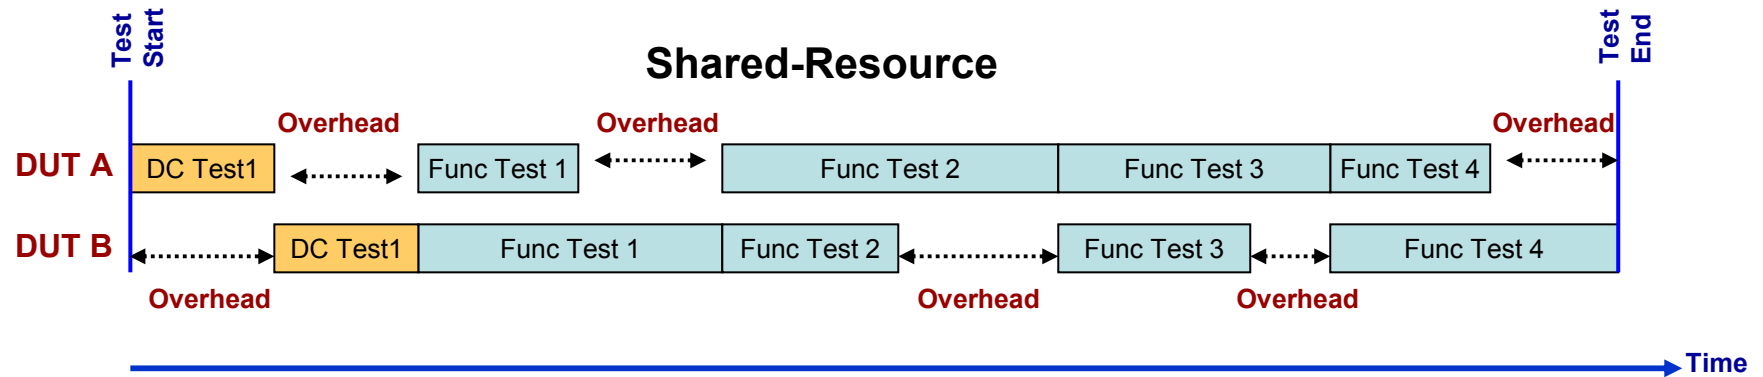 Test
Start
Shared-Resource
Test
End
Overhead
Overhead
Overhead
DUT A
DC Test1
Func Test 1
Func Test 2
Func Test 3
Func Test 4
DUT B
DC Test1
Func Test 1
Func Test 2
Func Test 3
Func Test 4
Overhead
Overhead
Overhead
Time